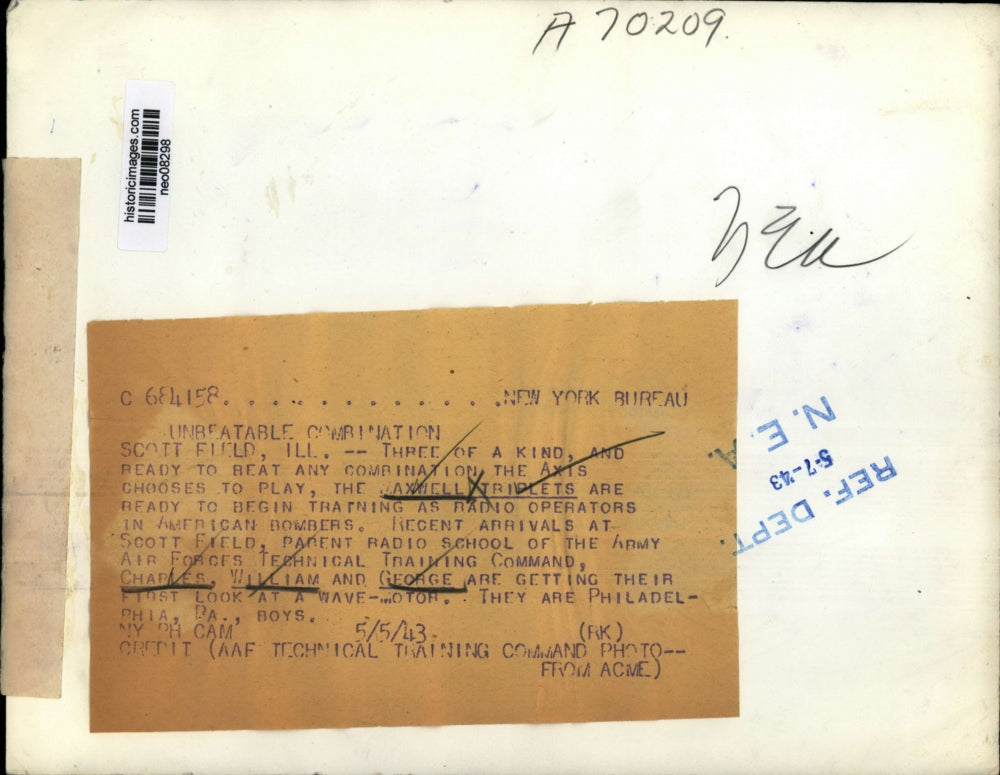 A 70209.
historicimages.com
neo08298
NEA
C 684158. . . . . . . . . . . . .NEW YORK BUREAU
UNBEATABLE COMBINATION
SCOTT FIELD, ILL. -- THREE OF A KIND, AND
READY TO BEAT ANY COMBINATION THE AXIS
CHOOSES TO PLAY, THE MAXWELL TRIPLETS ARE
READY TO BEGIN TRAINING AS RADIO OPERATORS
IN AMERICAN BOMBERS. RECENT ARRIVALS AT
SCOTT FIELD, PARENT RADIO SCHOOL OF THE ARMY
AIR FORCES TECHNICAL TRAINING COMMAND,
CHARLES, WILLIAM AND GEORGE ARE GETTING THEIR
FIRST LOOK AT A WAVE-MOTOR. THEY ARE PHILADEL-
PHIA, PA., BOYS.
NY PH CAM 5/5/43 (RK)
CREDIT (AAF TECHNICAL TRAINING COMMAND PHOTO--
FROM ACME)
REF. DEPT.
5-7-43
N. E. A.